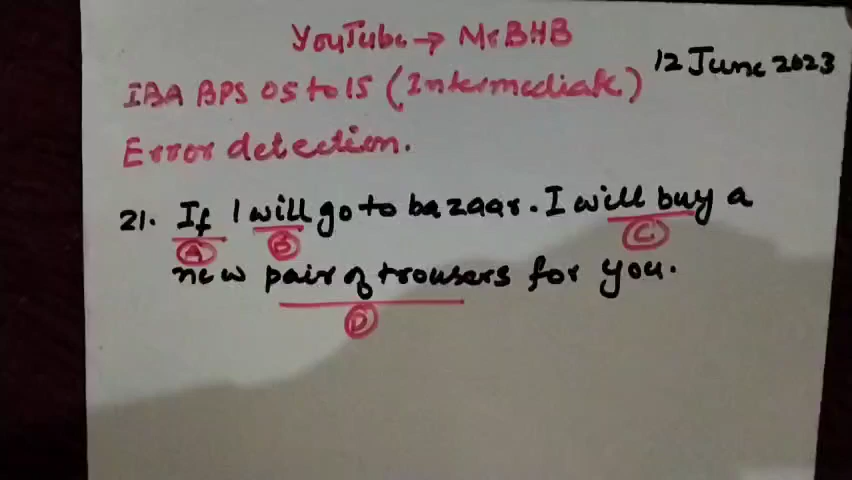 YouTube → MrBHB
12 June 2023
IBA BPS 05 to 15 (Intermediate)
Error detection.
21. If I will go to bazaar. I will buy a
A B C
new pair of trousers for you.
D